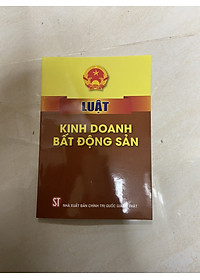 LUẬT
KINH DOANH
BẤT ĐỘNG SẢN
ST
NHÀ XUẤT BẢN CHÍNH TRỊ QUỐC GIA SỰ THẬT